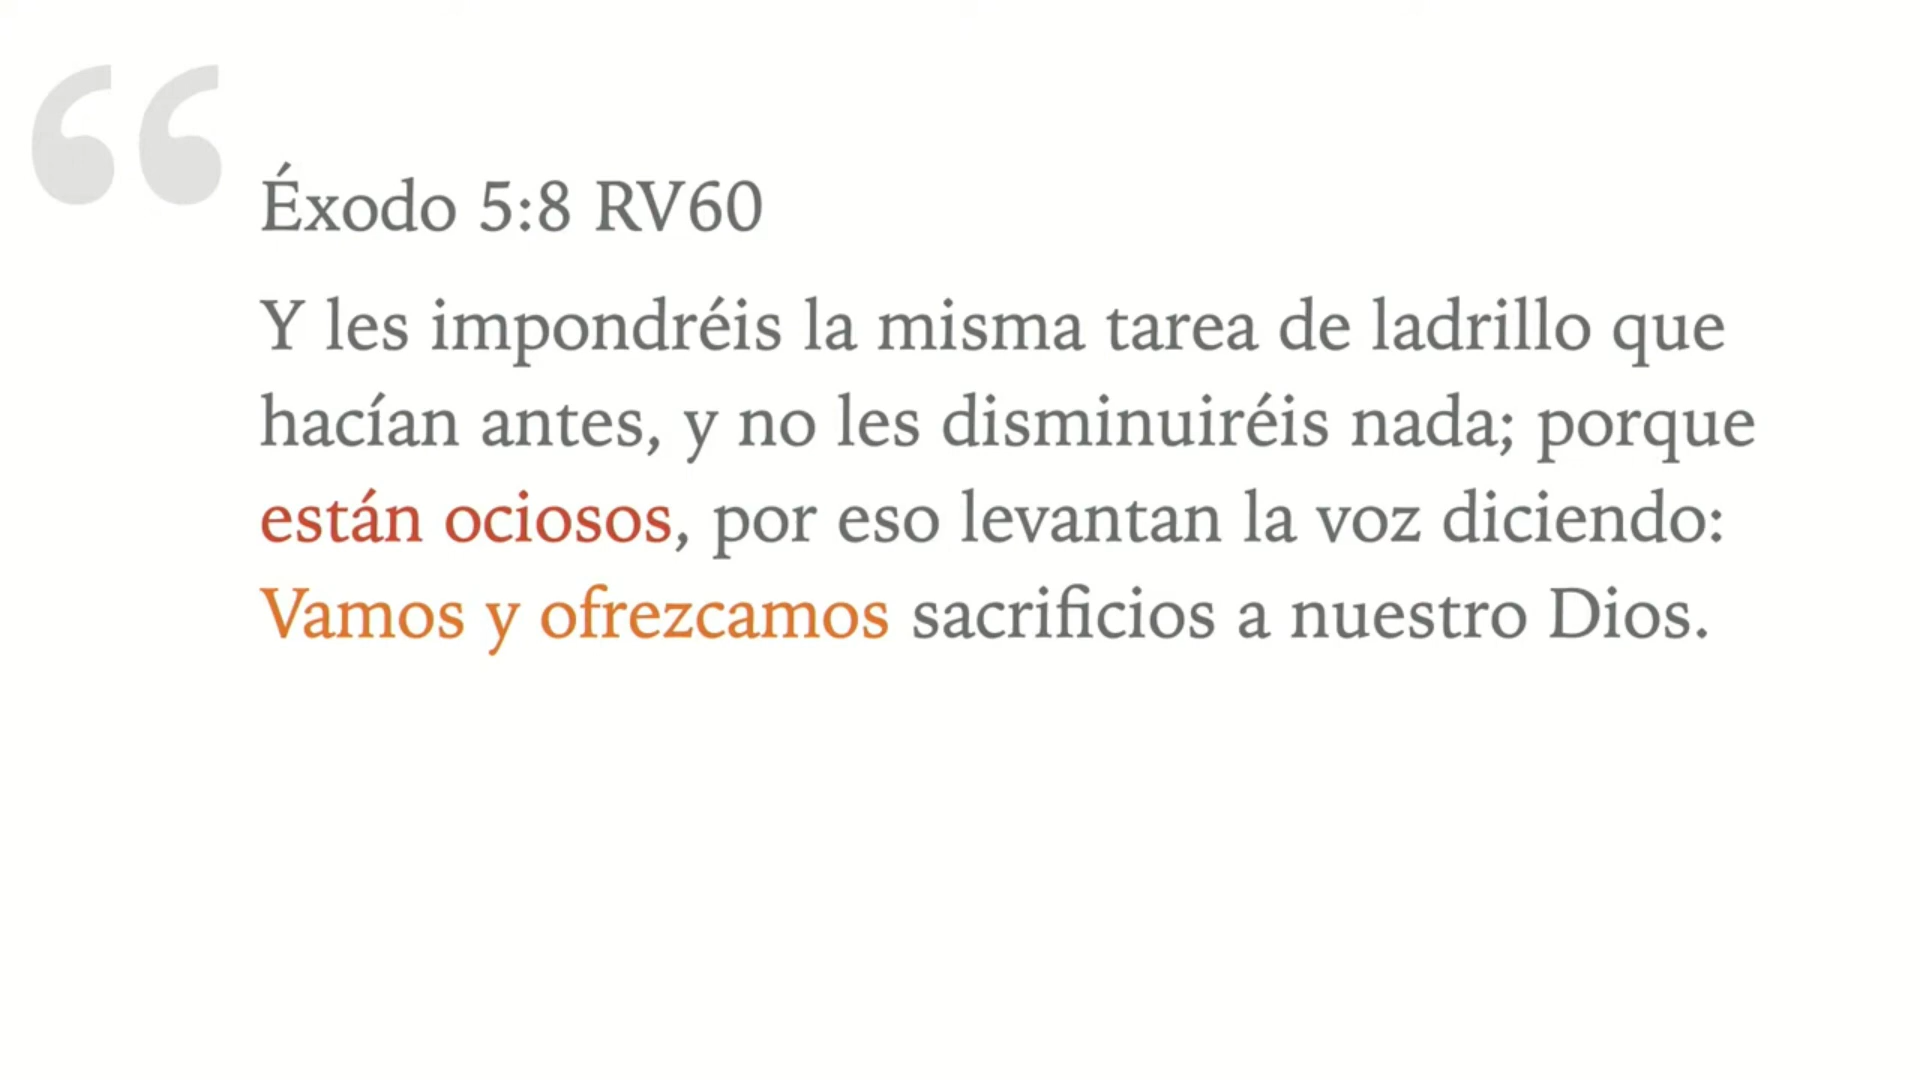 “
Éxodo 5:8 RV60
Y les impondréis la misma tarea de ladrillo que
hacían antes, y no les disminuiréis nada; porque
están ociosos, por eso levantan la voz diciendo:
Vamos y ofrezcamos sacrificios a nuestro Dios.